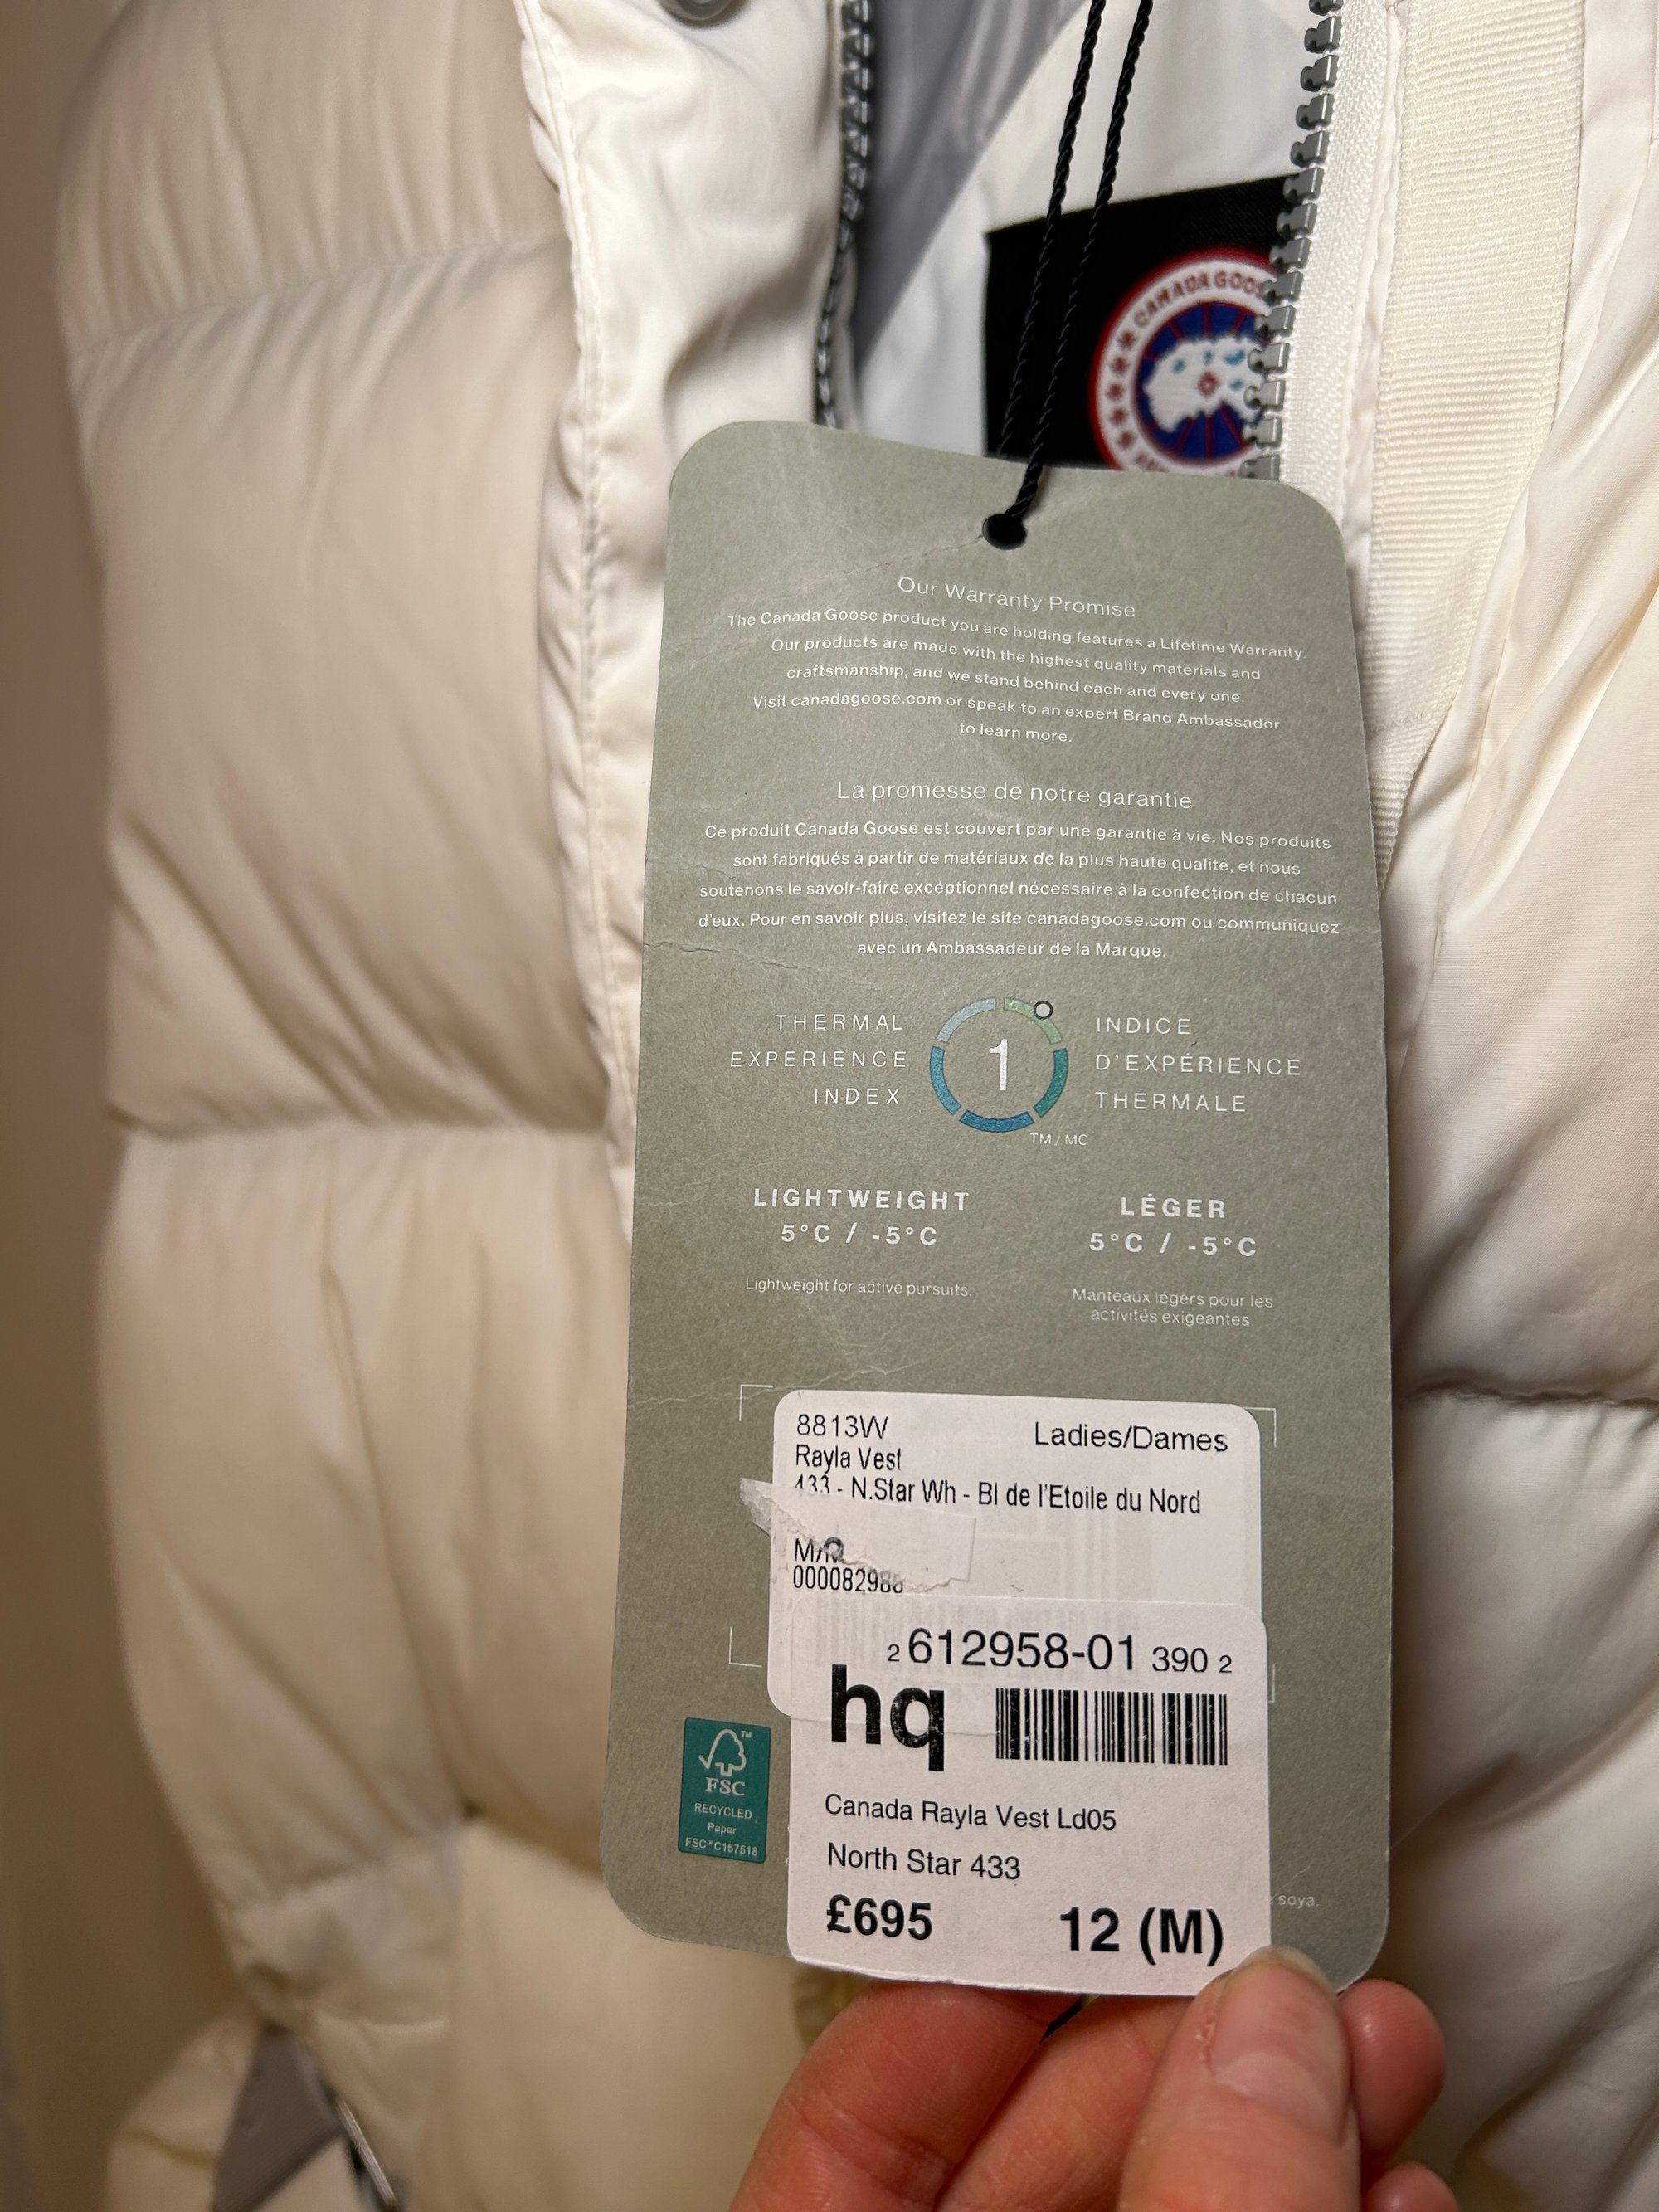 CANADA GOOSE
Our Warranty Promise
The Canada Goose product you are holding features a Lifetime Warranty.
Our products are made with the highest quality materials and
craftsmanship, and we stand behind each and every one.
Visit canadagoose.com or speak to an expert Brand Ambassador
to learn more.
La promesse de notre garantie
Ce produit Canada Goose est couvert par une garantie à vie. Nos produits
sont fabriqués à partir de matériaux de la plus haute qualité, et nous
soutenons le savoir-faire exceptionnel nécessaire à la confection de chacun
d'eux. Pour en savoir plus, visitez le site canadagoose.com ou communiquez
avec un Ambassadeur de la Marque.
THERMAL
EXPERIENCE
INDEX
1
TM / MC
INDICE
D'EXPÉRIENCE
THERMALE
LIGHTWEIGHT
5°C / -5°C
Lightweight for active pursuits.
LÉGER
5°C / -5°C
Manteaux légers pour les
activités exigeantes
8813W Ladies/Dames
Rayla Vest
433 - N.Star Wh - Bl de l'Etoile du Nord
2 612958-01 390 2
hq
Canada Rayla Vest Ld05
North Star 433
£695 12 (M)
TM
FSC
RECYCLED
Paper
FSC™ C157518
soya.